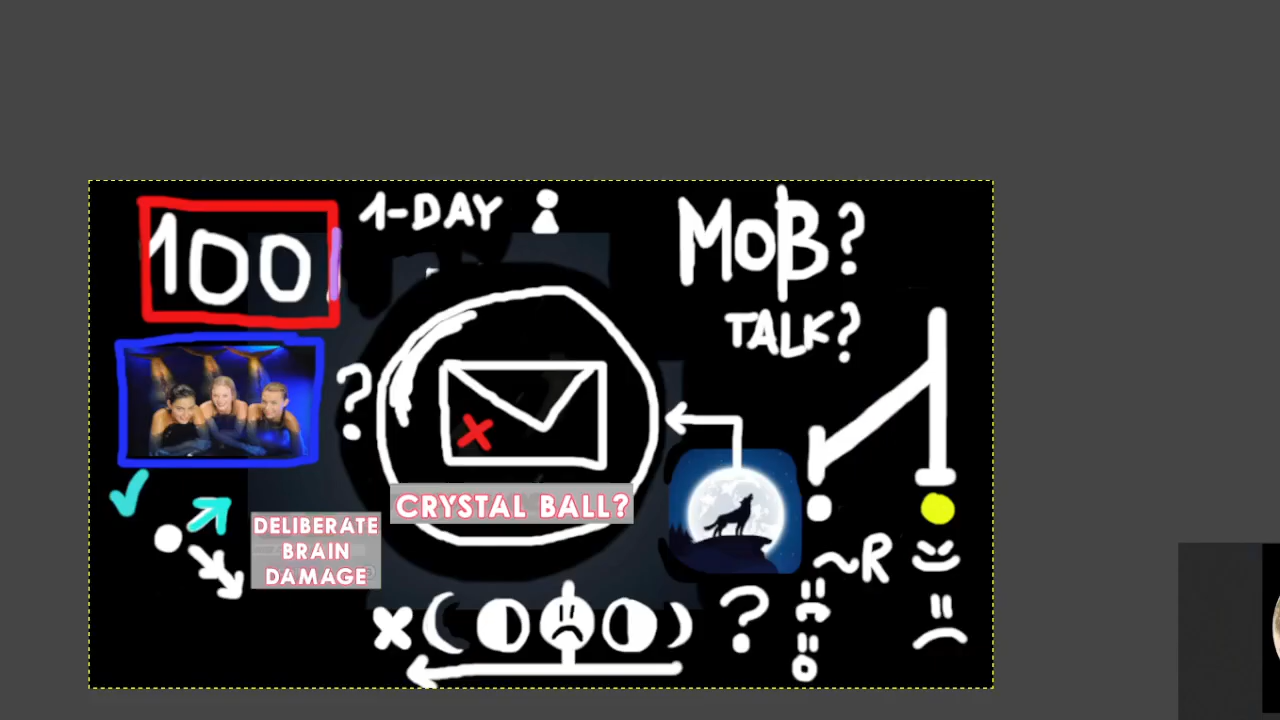 100
1-DAY
MOB?
TALK?
?
CRYSTAL BALL?
DELIBERATE
BRAIN
DAMAGE
~R
?